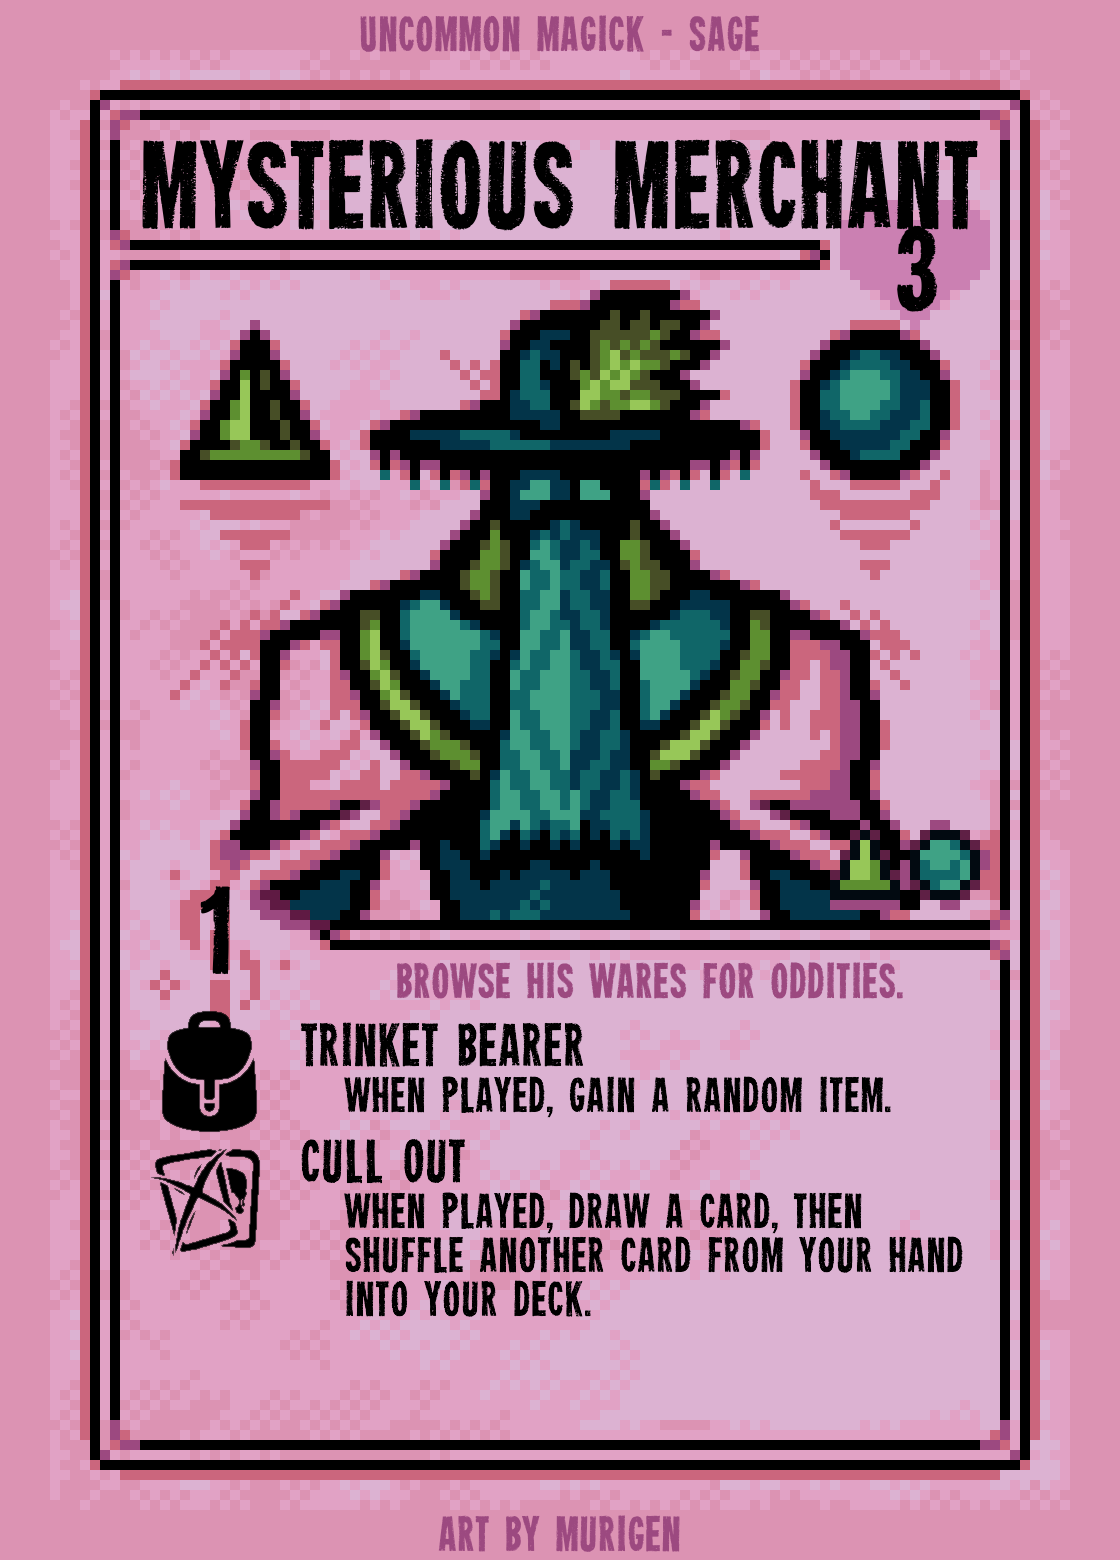 UNCOMMON MAGICK - SAGE
MYSTERIOUS MERCHANT
3
1
BROWSE HIS WARES FOR ODDITIES.
TRINKET BEARER
WHEN PLAYED, GAIN A RANDOM ITEM.
CULL OUT
WHEN PLAYED, DRAW A CARD, THEN
SHUFFLE ANOTHER CARD FROM YOUR HAND
INTO YOUR DECK.
ART BY MURIGEN